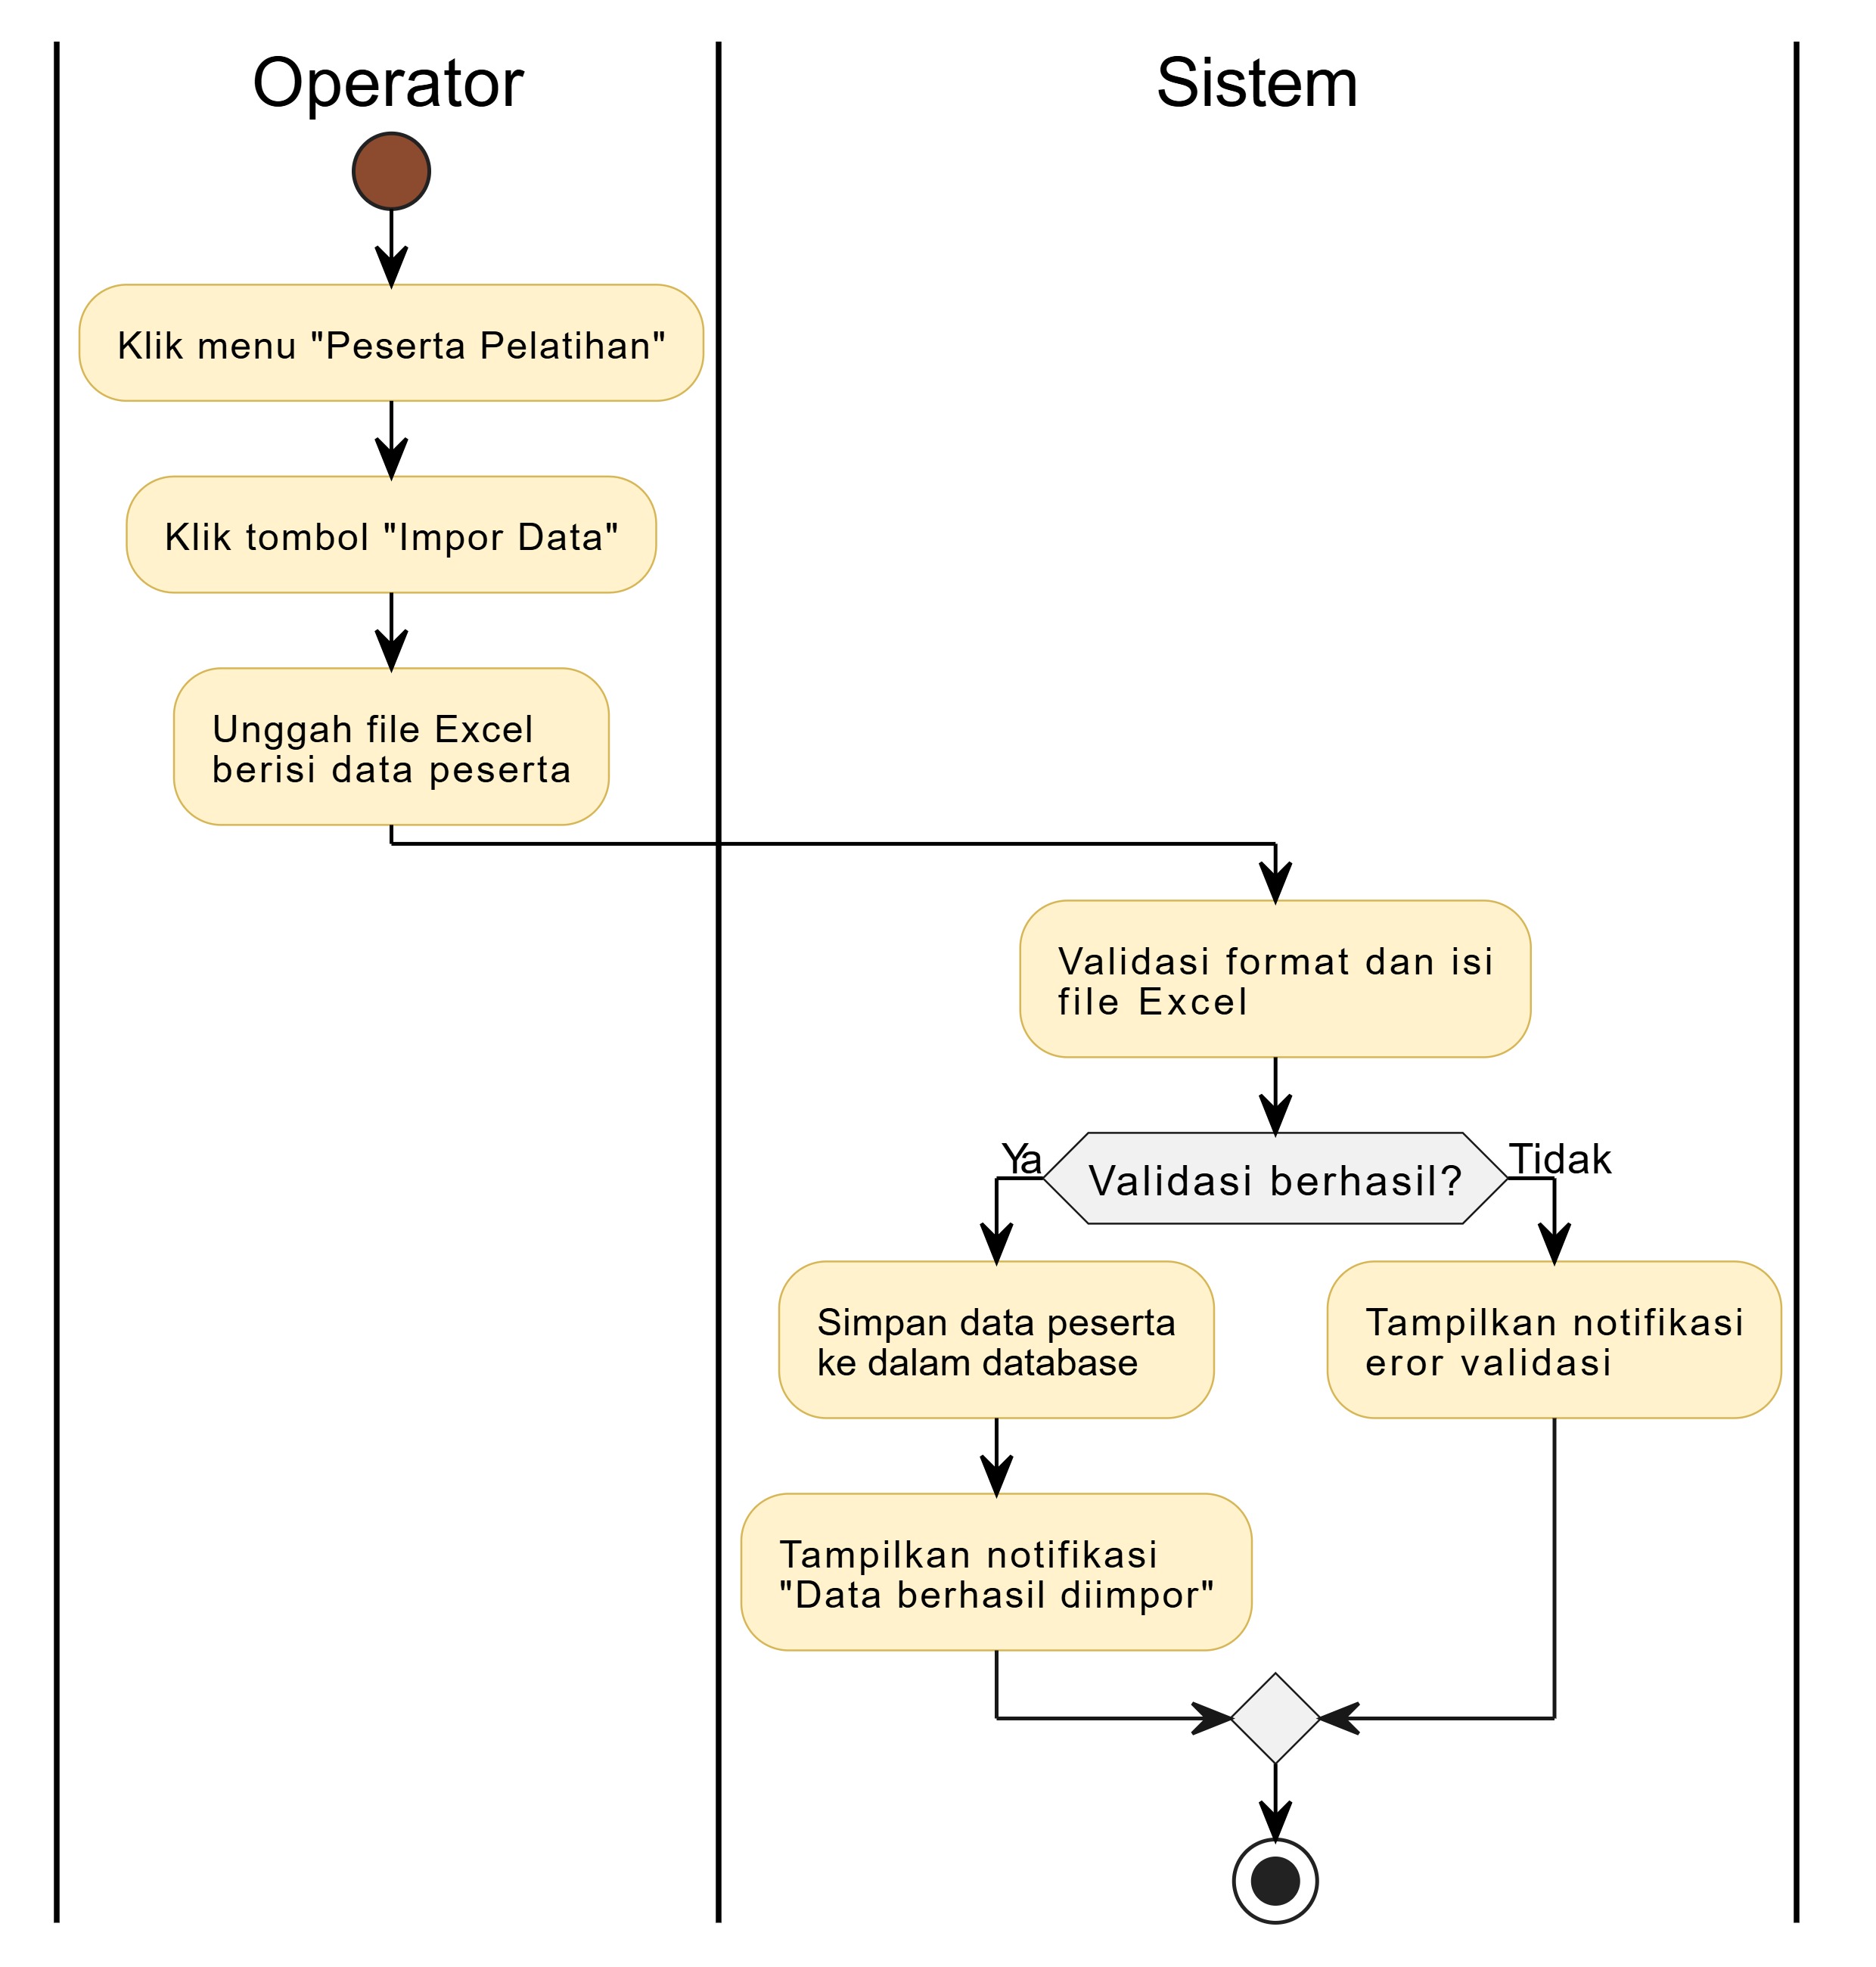 Operator
Sistem
Klik menu "Peserta Pelatihan"
Klik tombol "Impor Data"
Unggah file Excel
berisi data peserta
Validasi format dan isi
file Excel
Ya
Validasi berhasil?
Tidak
Simpan data peserta
ke dalam database
Tampilkan notifikasi
eror validasi
Tampilkan notifikasi
"Data berhasil diimpor"